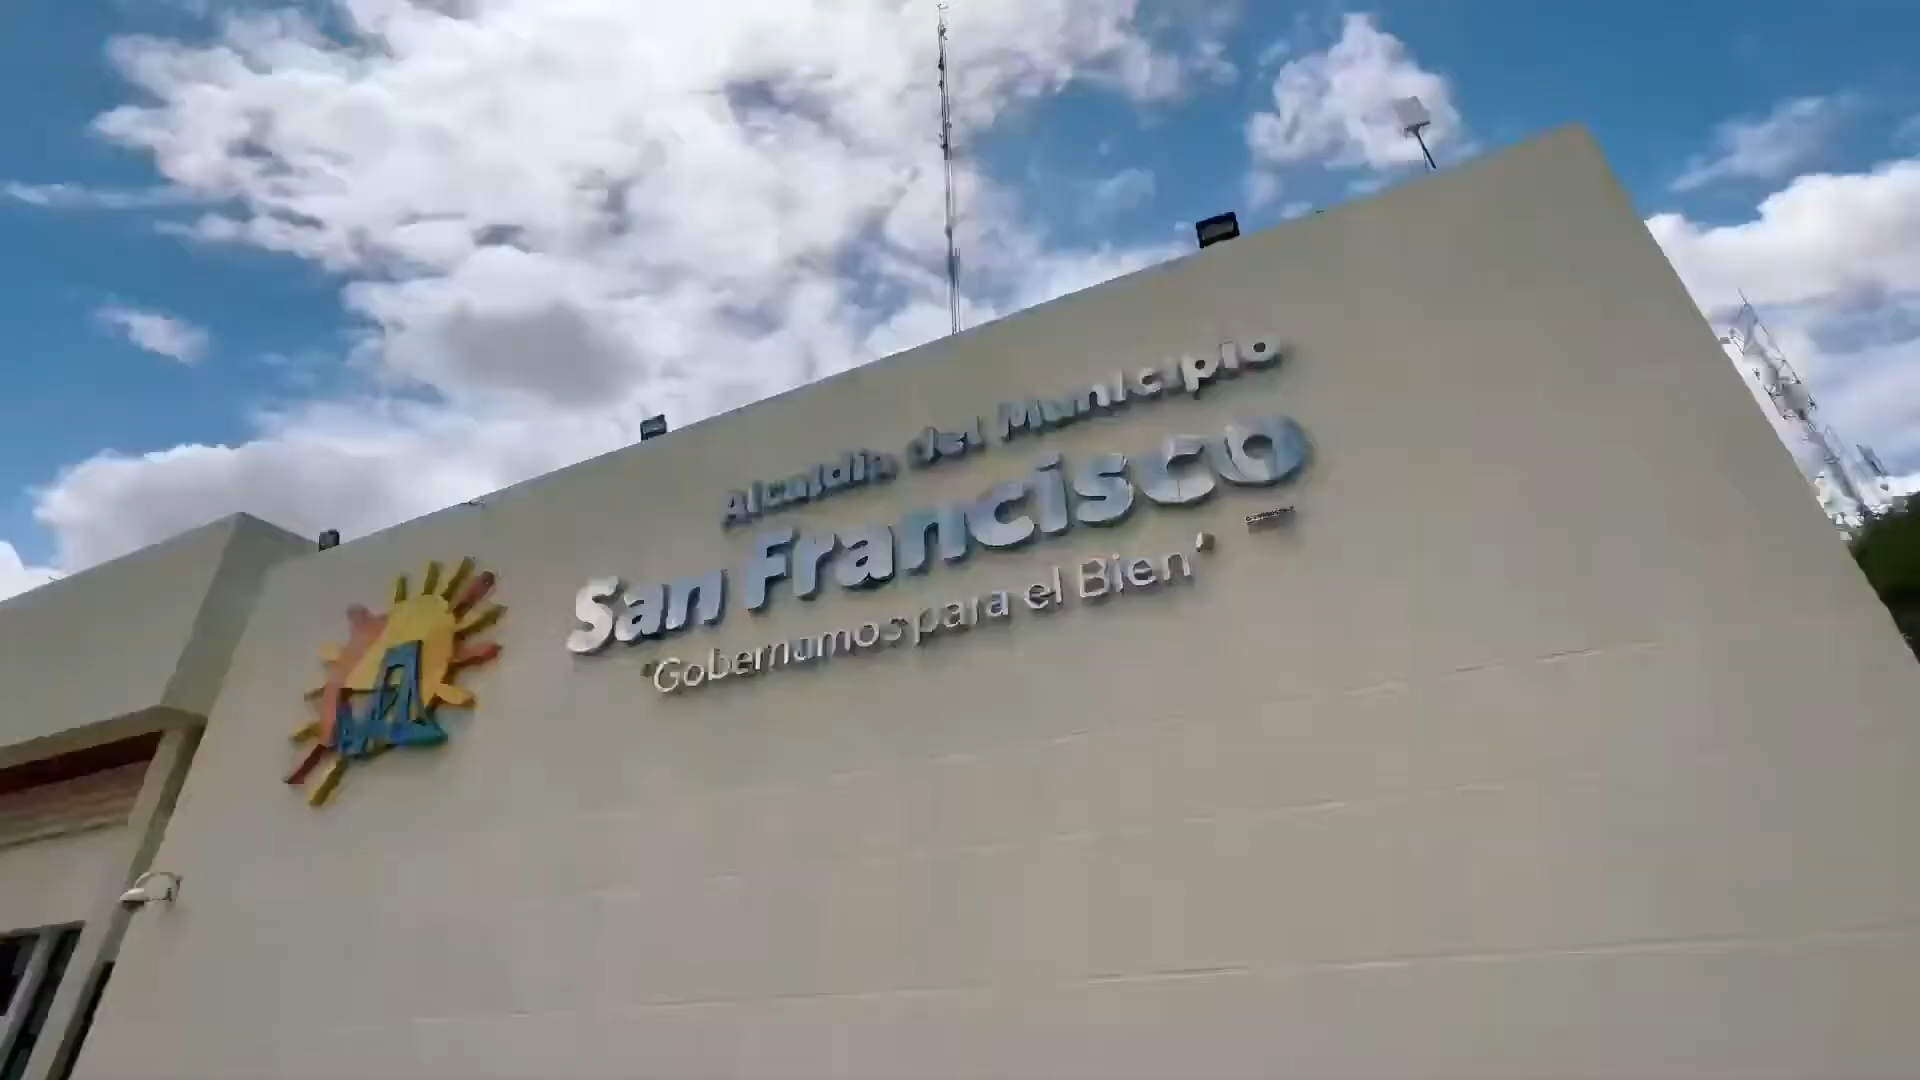 Alcaldía del Municipio
San Francisco
"Gobernamos para el Bien"